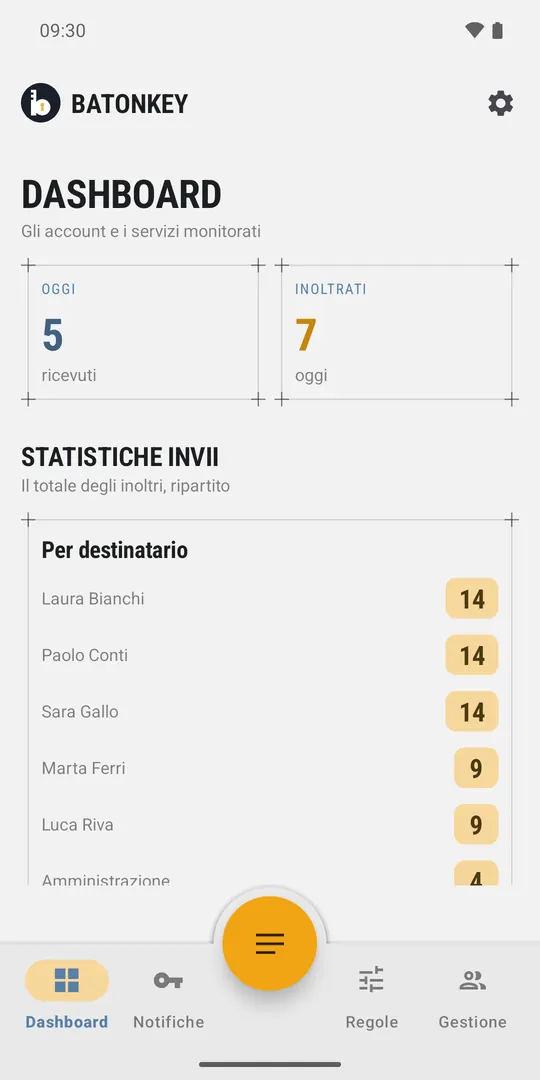 09:30
BATONKEY
DASHBOARD
Gli account e i servizi monitorati
OGGI
5
ricevuti
INOLTRATI
7
oggi
STATISTICHE INVII
Il totale degli inoltri, ripartito
Per destinatario
Laura Bianchi 14
Paolo Conti 14
Sara Gallo 14
Marta Ferri 9
Luca Riva 9
Amministrazione 4
Dashboard
Notifiche
Regole
Gestione